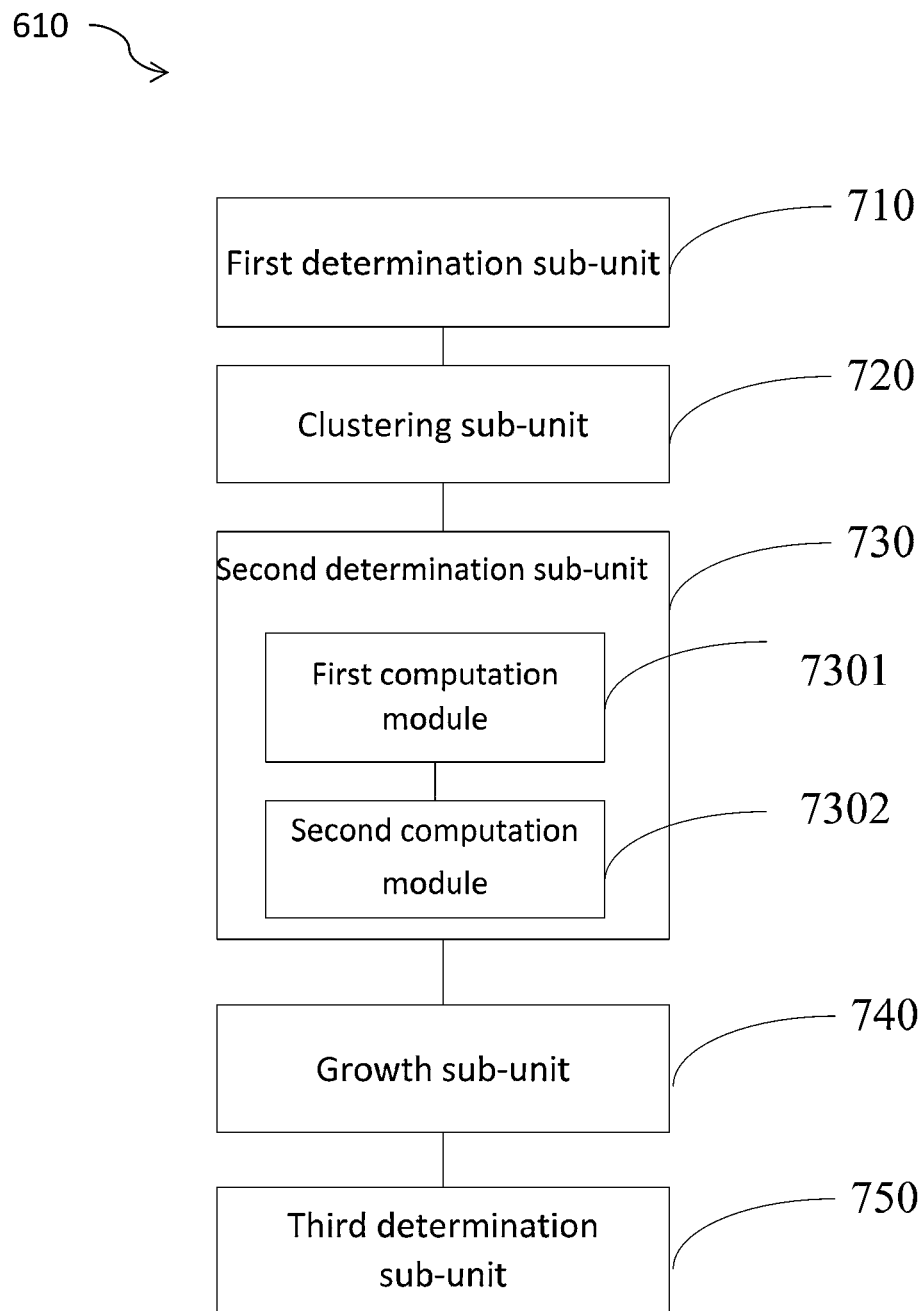 610
710
First determination sub-unit
720
Clustering sub-unit
730
Second determination sub-unit
First computation
module
7301
Second computation
module
7302
740
Growth sub-unit
750
Third determination
sub-unit